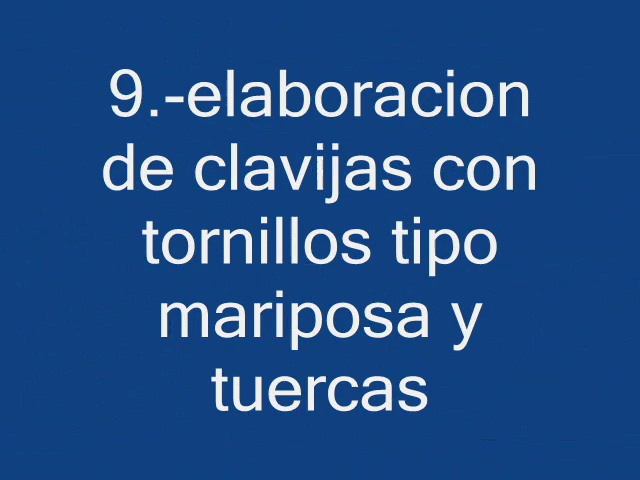 9.-elaboracion
de clavijas con
tornillos tipo
mariposa y
tuercas